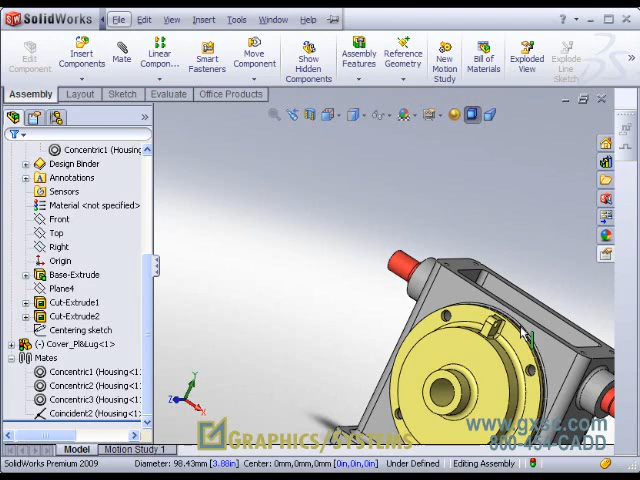 SolidWorks File Edit View Insert Tools Window Help
Edit Component
Insert Components
Mate
Linear Compon...
Smart Fasteners
Move Component
Show Hidden Components
Assembly Features
Reference Geometry
New Motion Study
Bill of Materials
Exploded View
Explode Line Sketch
Assembly Layout Sketch Evaluate Office Products
Concentric1 (Housing
Design Binder
Annotations
Sensors
Material <not specified>
Front
Top
Right
Origin
Base-Extrude
Plane4
Cut-Extrude1
Cut-Extrude2
Centering sketch
(-) Cover_Pl&Lug<1>
Mates
Concentric1 (Housing<1
Concentric2 (Housing<1
Concentric3 (Housing<1
Coincident2 (Housing<1
Y
Z
X
GRAPHICS/SYSTEMS
www.gxsc.com
800-454-CADD
Model Motion Study 1
SolidWorks Premium 2009 Diameter: 98.43mm [3.88in] Center: 0mm,0mm,0mm [0in,0in,0in] Under Defined Editing Assembly